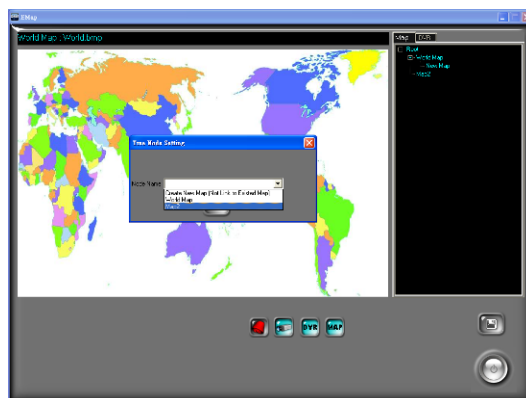 EMap
World Map : World.bmp
Map DVR
Root
World Map
New Map
Map2
Tree Node Setting
Node Name
Create New Map (Not Link to Existed Map)
World Map
Map2
DVR
MAP